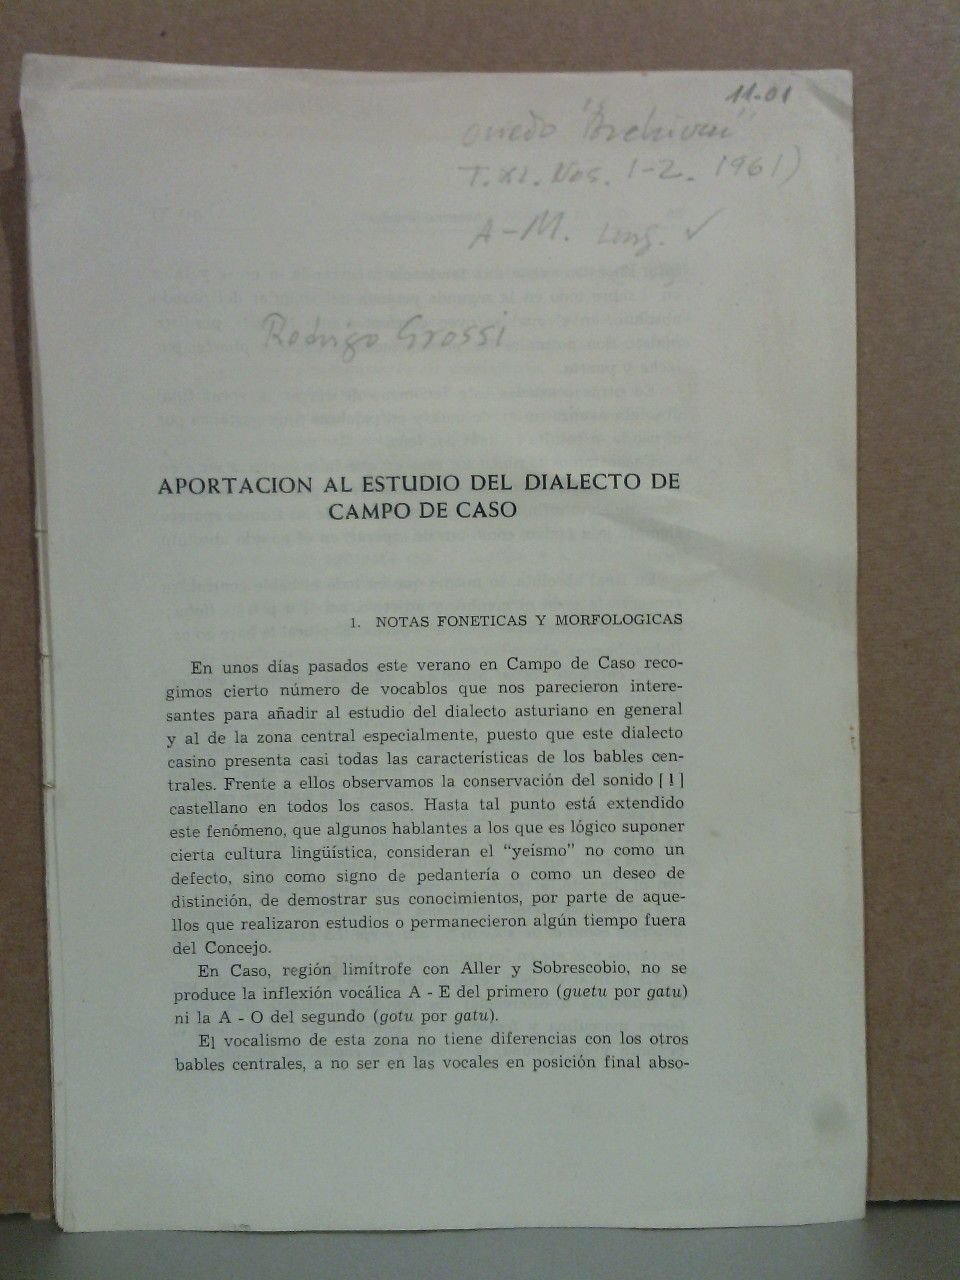 11-01
Oviedo "Archivum"
T. XI. Nos. 1-2. 1961)
A-M. Ling. ✓
Rodrigo Grossi
APORTACION AL ESTUDIO DEL DIALECTO DE
CAMPO DE CASO
1. NOTAS FONETICAS Y MORFOLOGICAS
En unos días pasados este verano en Campo de Caso reco-
gimos cierto número de vocablos que nos parecieron intere-
santes para añadir al estudio del dialecto asturiano en general
y al de la zona central especialmente, puesto que este dialecto
casino presenta casi todas las características de los bables cen-
trales. Frente a ellos observamos la conservación del sonido [ l ]
castellano en todos los casos. Hasta tal punto está extendido
este fenómeno, que algunos hablantes a los que es lógico suponer
cierta cultura lingüística, consideran el "yeísmo" no como un
defecto, sino como signo de pedantería o como un deseo de
distinción, de demostrar sus conocimientos, por parte de aque-
llos que realizaron estudios o permanecieron algún tiempo fuera
del Concejo.
En Caso, región limítrofe con Aller y Sobrescobio, no se
produce la inflexión vocálica A - E del primero (guetu por gatu)
ni la A - O del segundo (gotu por gatu).
El vocalismo de esta zona no tiene diferencias con los otros
bables centrales, a no ser en las vocales en posición final abso-